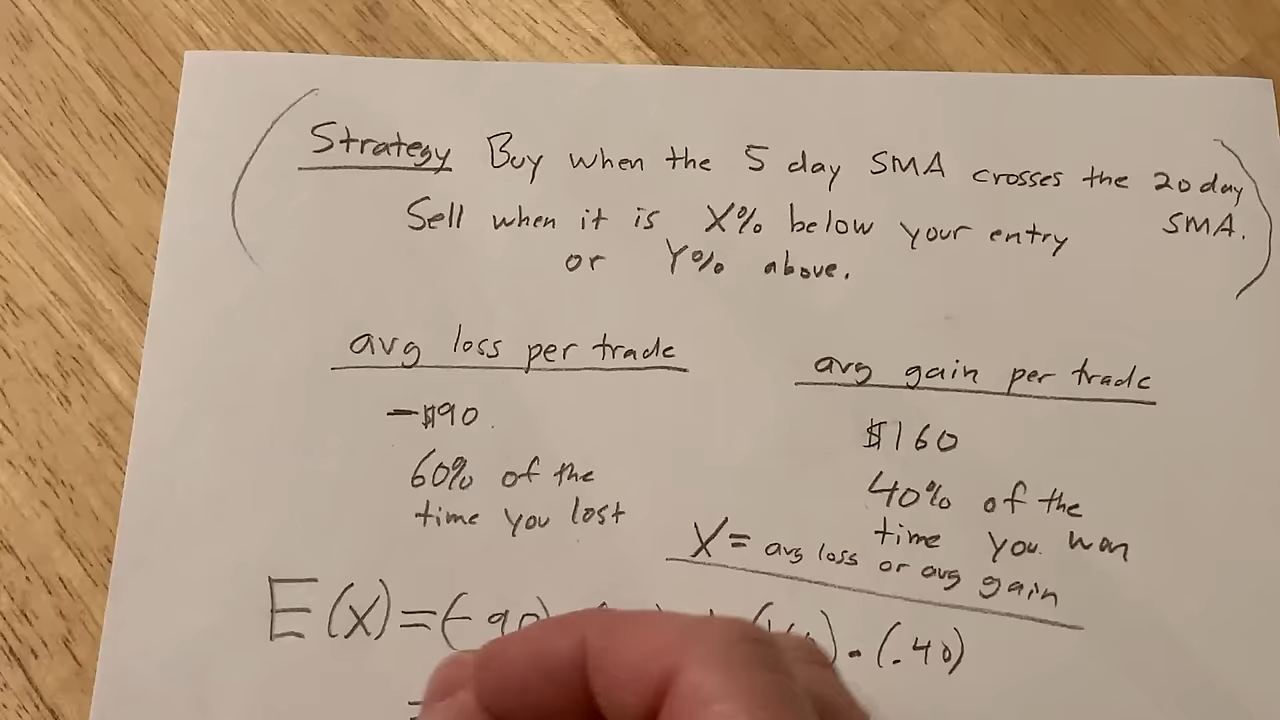 Strategy Buy when the 5 day SMA crosses the 20 day
SMA.
Sell when it is X% below your entry
or Y% above.
avg loss per trade
-$90
60% of the
time you lost
avg gain per trade
$160
40% of the
time you won
X = avg loss or avg gain
E(X) = (-90) . (.40)